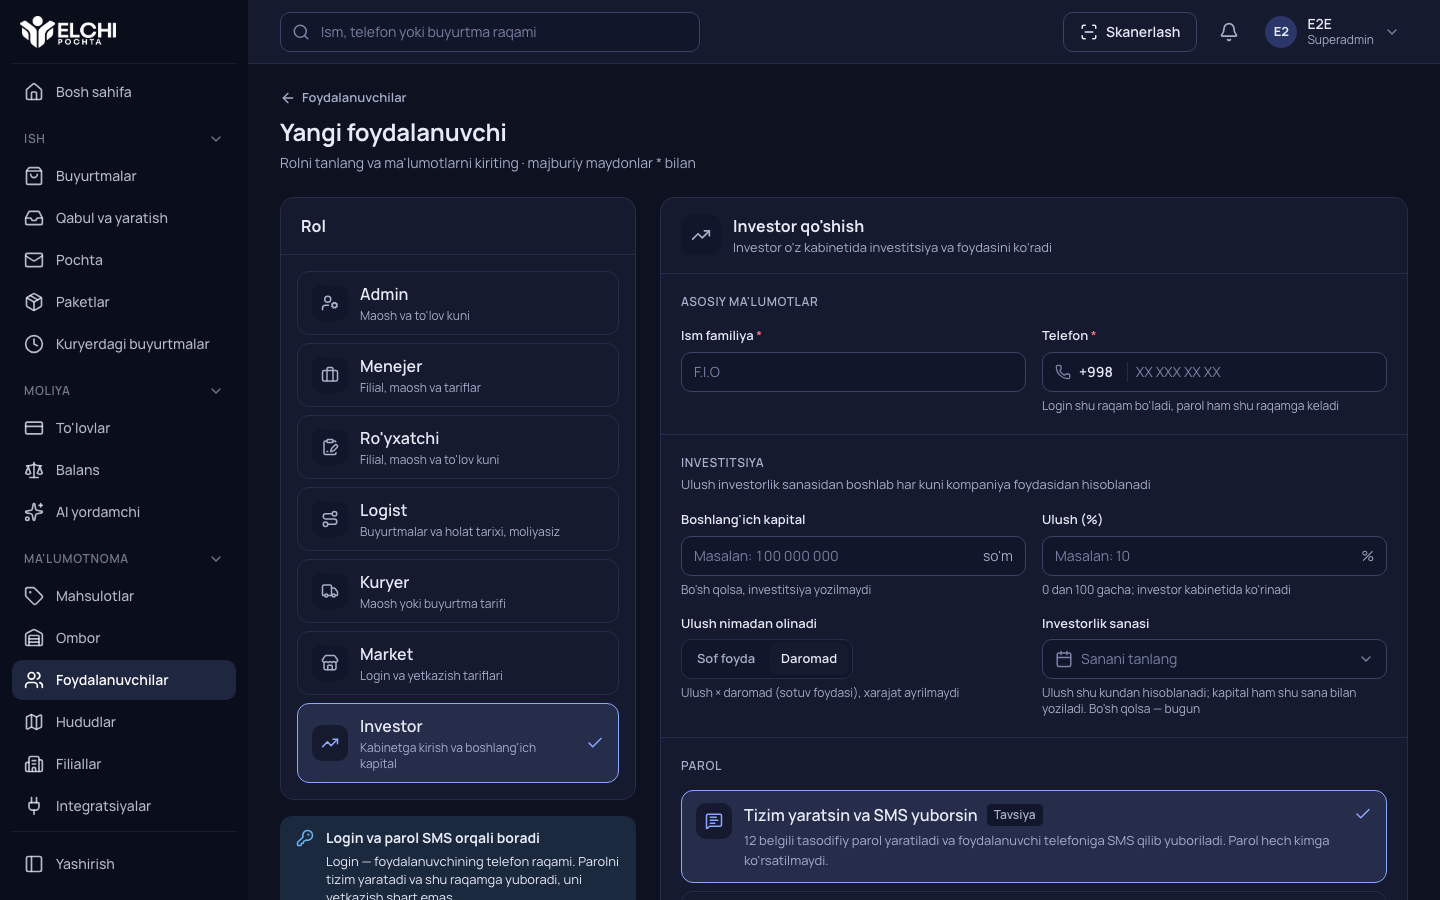 ELCHI
POCHTA
Ism, telefon yoki buyurtma raqami
Skanerlash
E2
E2E
Superadmin
Bosh sahifa
ISH
Buyurtmalar
Qabul va yaratish
Pochta
Paketlar
Kuryerdagi buyurtmalar
MOLIYA
To'lovlar
Balans
AI yordamchi
MA'LUMOTNOMA
Mahsulotlar
Ombor
Foydalanuvchilar
Hududlar
Filiallar
Integratsiyalar
Yashirish
Foydalanuvchilar
Yangi foydalanuvchi
Rolni tanlang va ma'lumotlarni kiriting · majburiy maydonlar * bilan
Rol
Admin
Maosh va to'lov kuni
Menejer
Filial, maosh va tariflar
Ro'yxatchi
Filial, maosh va to'lov kuni
Logist
Buyurtmalar va holat tarixi, moliyasiz
Kuryer
Maosh yoki buyurtma tarifi
Market
Login va yetkazish tariflari
Investor
Kabinetga kirish va boshlang'ich
kapital
Login va parol SMS orqali boradi
Login — foydalanuvchining telefon raqami. Parolni
tizim yaratadi va shu raqamga yuboradi, uni
yetkazish shart emas.
Investor qo'shish
Investor o'z kabinetida investitsiya va foydasini ko'radi
ASOSIY MA'LUMOTLAR
Ism familiya *
F.I.O
Telefon *
+998
XX XXX XX XX
Login shu raqam bo'ladi, parol ham shu raqamga keladi
INVESTITSIYA
Ulush investorlik sanasidan boshlab har kuni kompaniya foydasidan hisoblanadi
Boshlang'ich kapital
Masalan: 100 000 000
so'm
Bo'sh qolsa, investitsiya yozilmaydi
Ulush (%)
Masalan: 10
%
0 dan 100 gacha; investor kabinetida ko'rinadi
Ulush nimadan olinadi
Sof foyda
Daromad
Ulush × daromad (sotuv foydasi), xarajat ayrilmaydi
Investorlik sanasi
Sanani tanlang
Ulush shu kundan hisoblanadi; kapital ham shu sana bilan
yoziladi. Bo'sh qolsa — bugun
PAROL
Tizim yaratsin va SMS yuborsin
Tavsiya
12 belgili tasodifiy parol yaratiladi va foydalanuvchi telefoniga SMS qilib yuboriladi. Parol hech kimga
ko'rsatilmaydi.